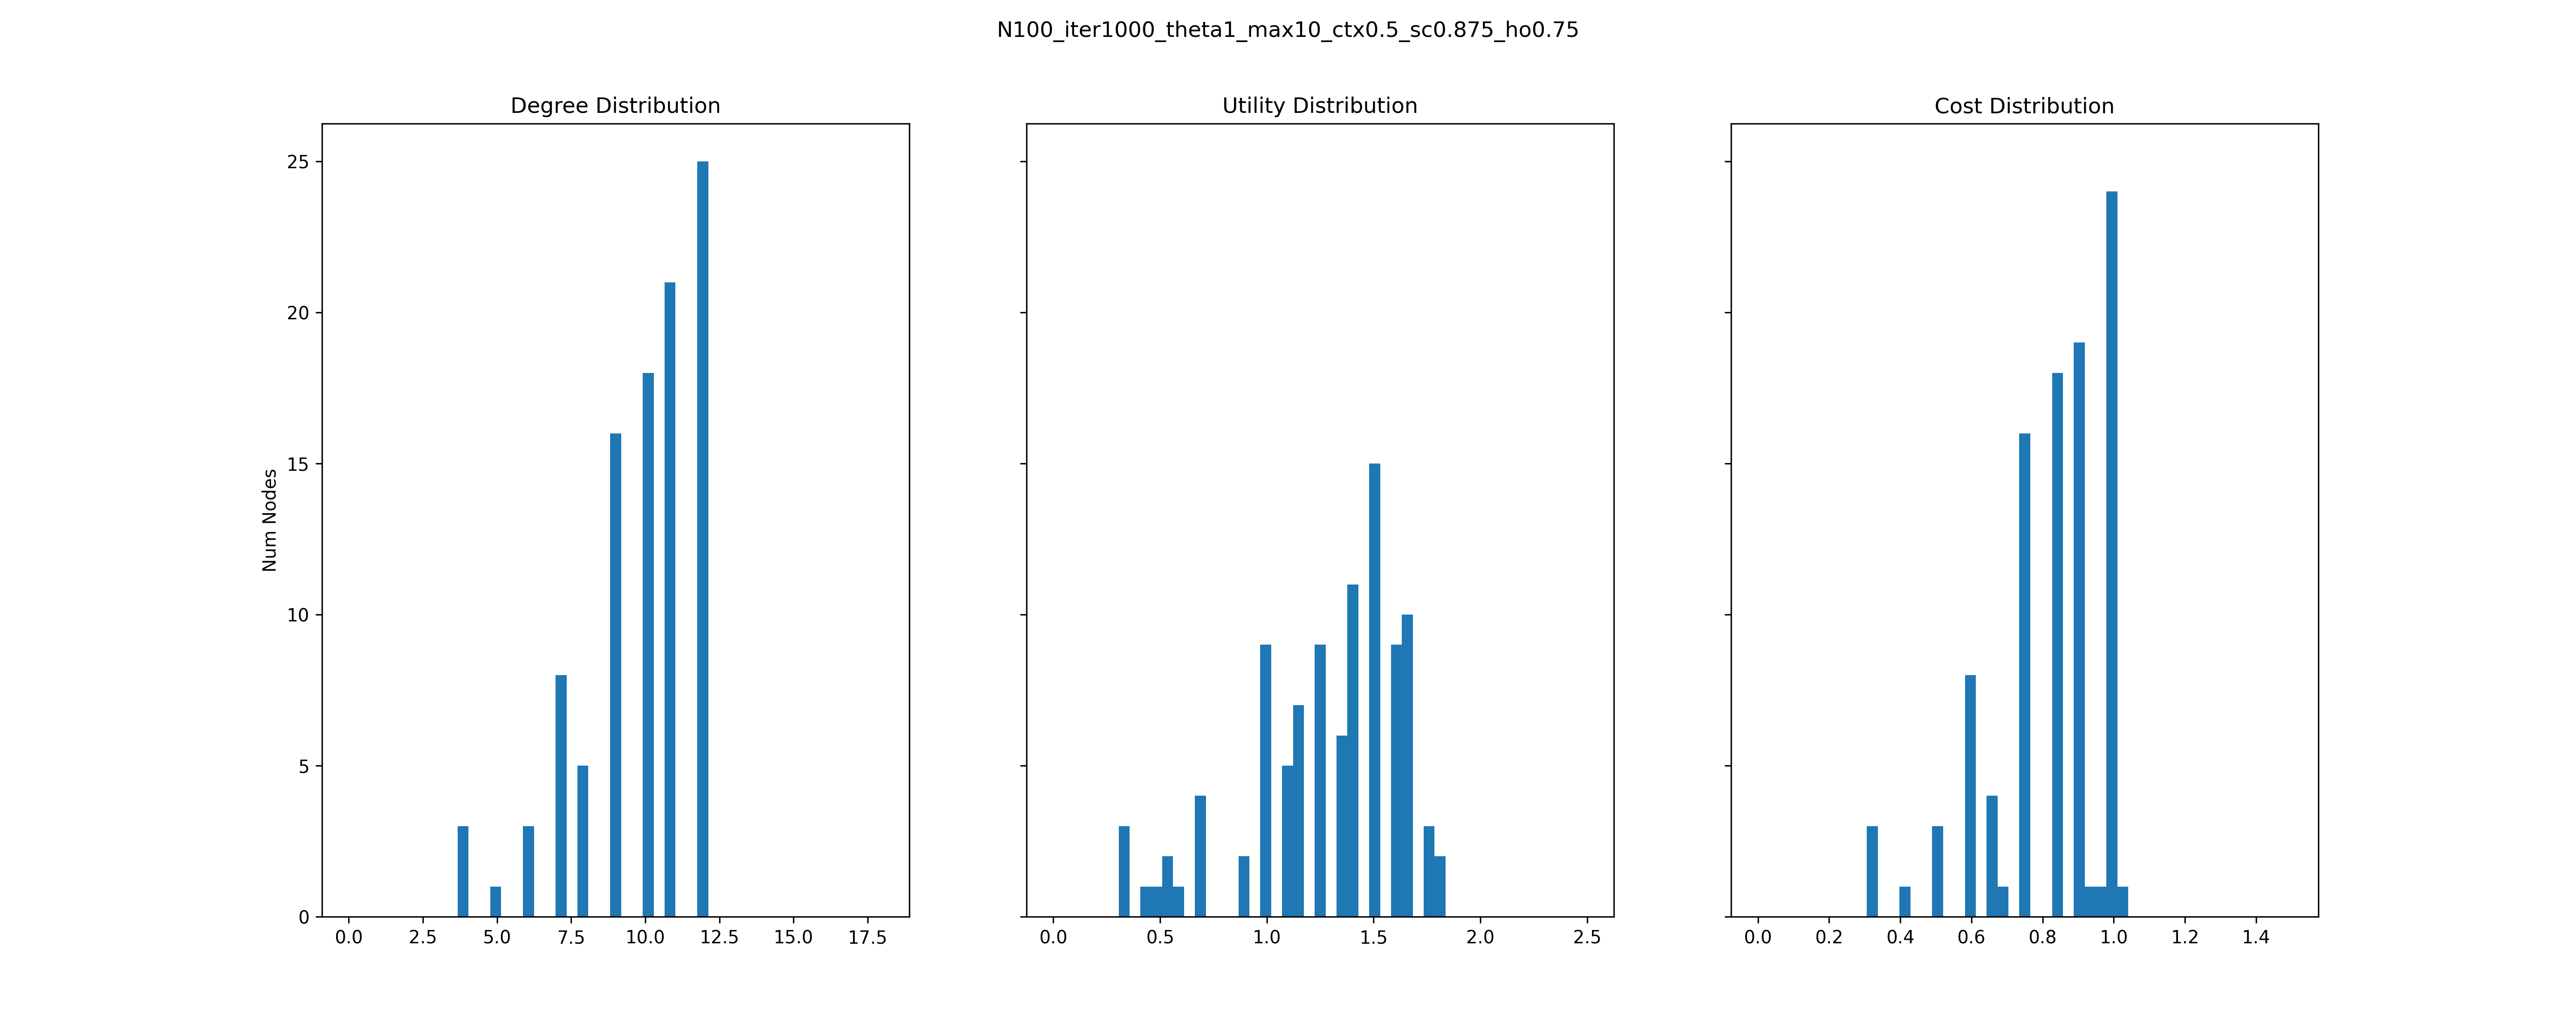 N100_iter1000_theta1_max10_ctx0.5_sc0.875_ho0.75
Degree Distribution
Num Nodes
25
20
15
10
5
0
0.0 2.5 5.0 7.5 10.0 12.5 15.0 17.5
Utility Distribution
0.0 0.5 1.0 1.5 2.0 2.5
Cost Distribution
0.0 0.2 0.4 0.6 0.8 1.0 1.2 1.4